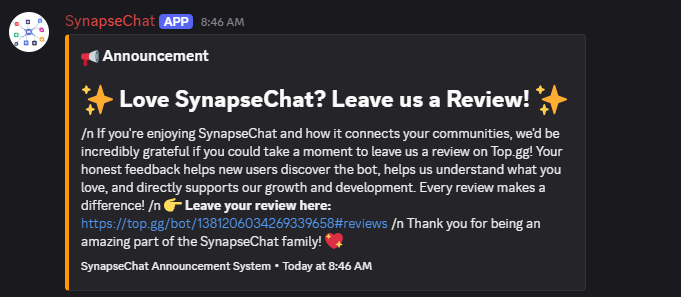 SynapseChat APP 8:46 AM
📢 Announcement
✨ Love SynapseChat? Leave us a Review! ✨
/n If you're enjoying SynapseChat and how it connects your communities, we'd be
incredibly grateful if you could take a moment to leave us a review on Top.gg! Your
honest feedback helps new users discover the bot, helps us understand what you
love, and directly supports our growth and development. Every review makes a
difference! /n 👉 Leave your review here:
https://top.gg/bot/1381206034269339658#reviews /n Thank you for being an
amazing part of the SynapseChat family! 💖
SynapseChat Announcement System • Today at 8:46 AM